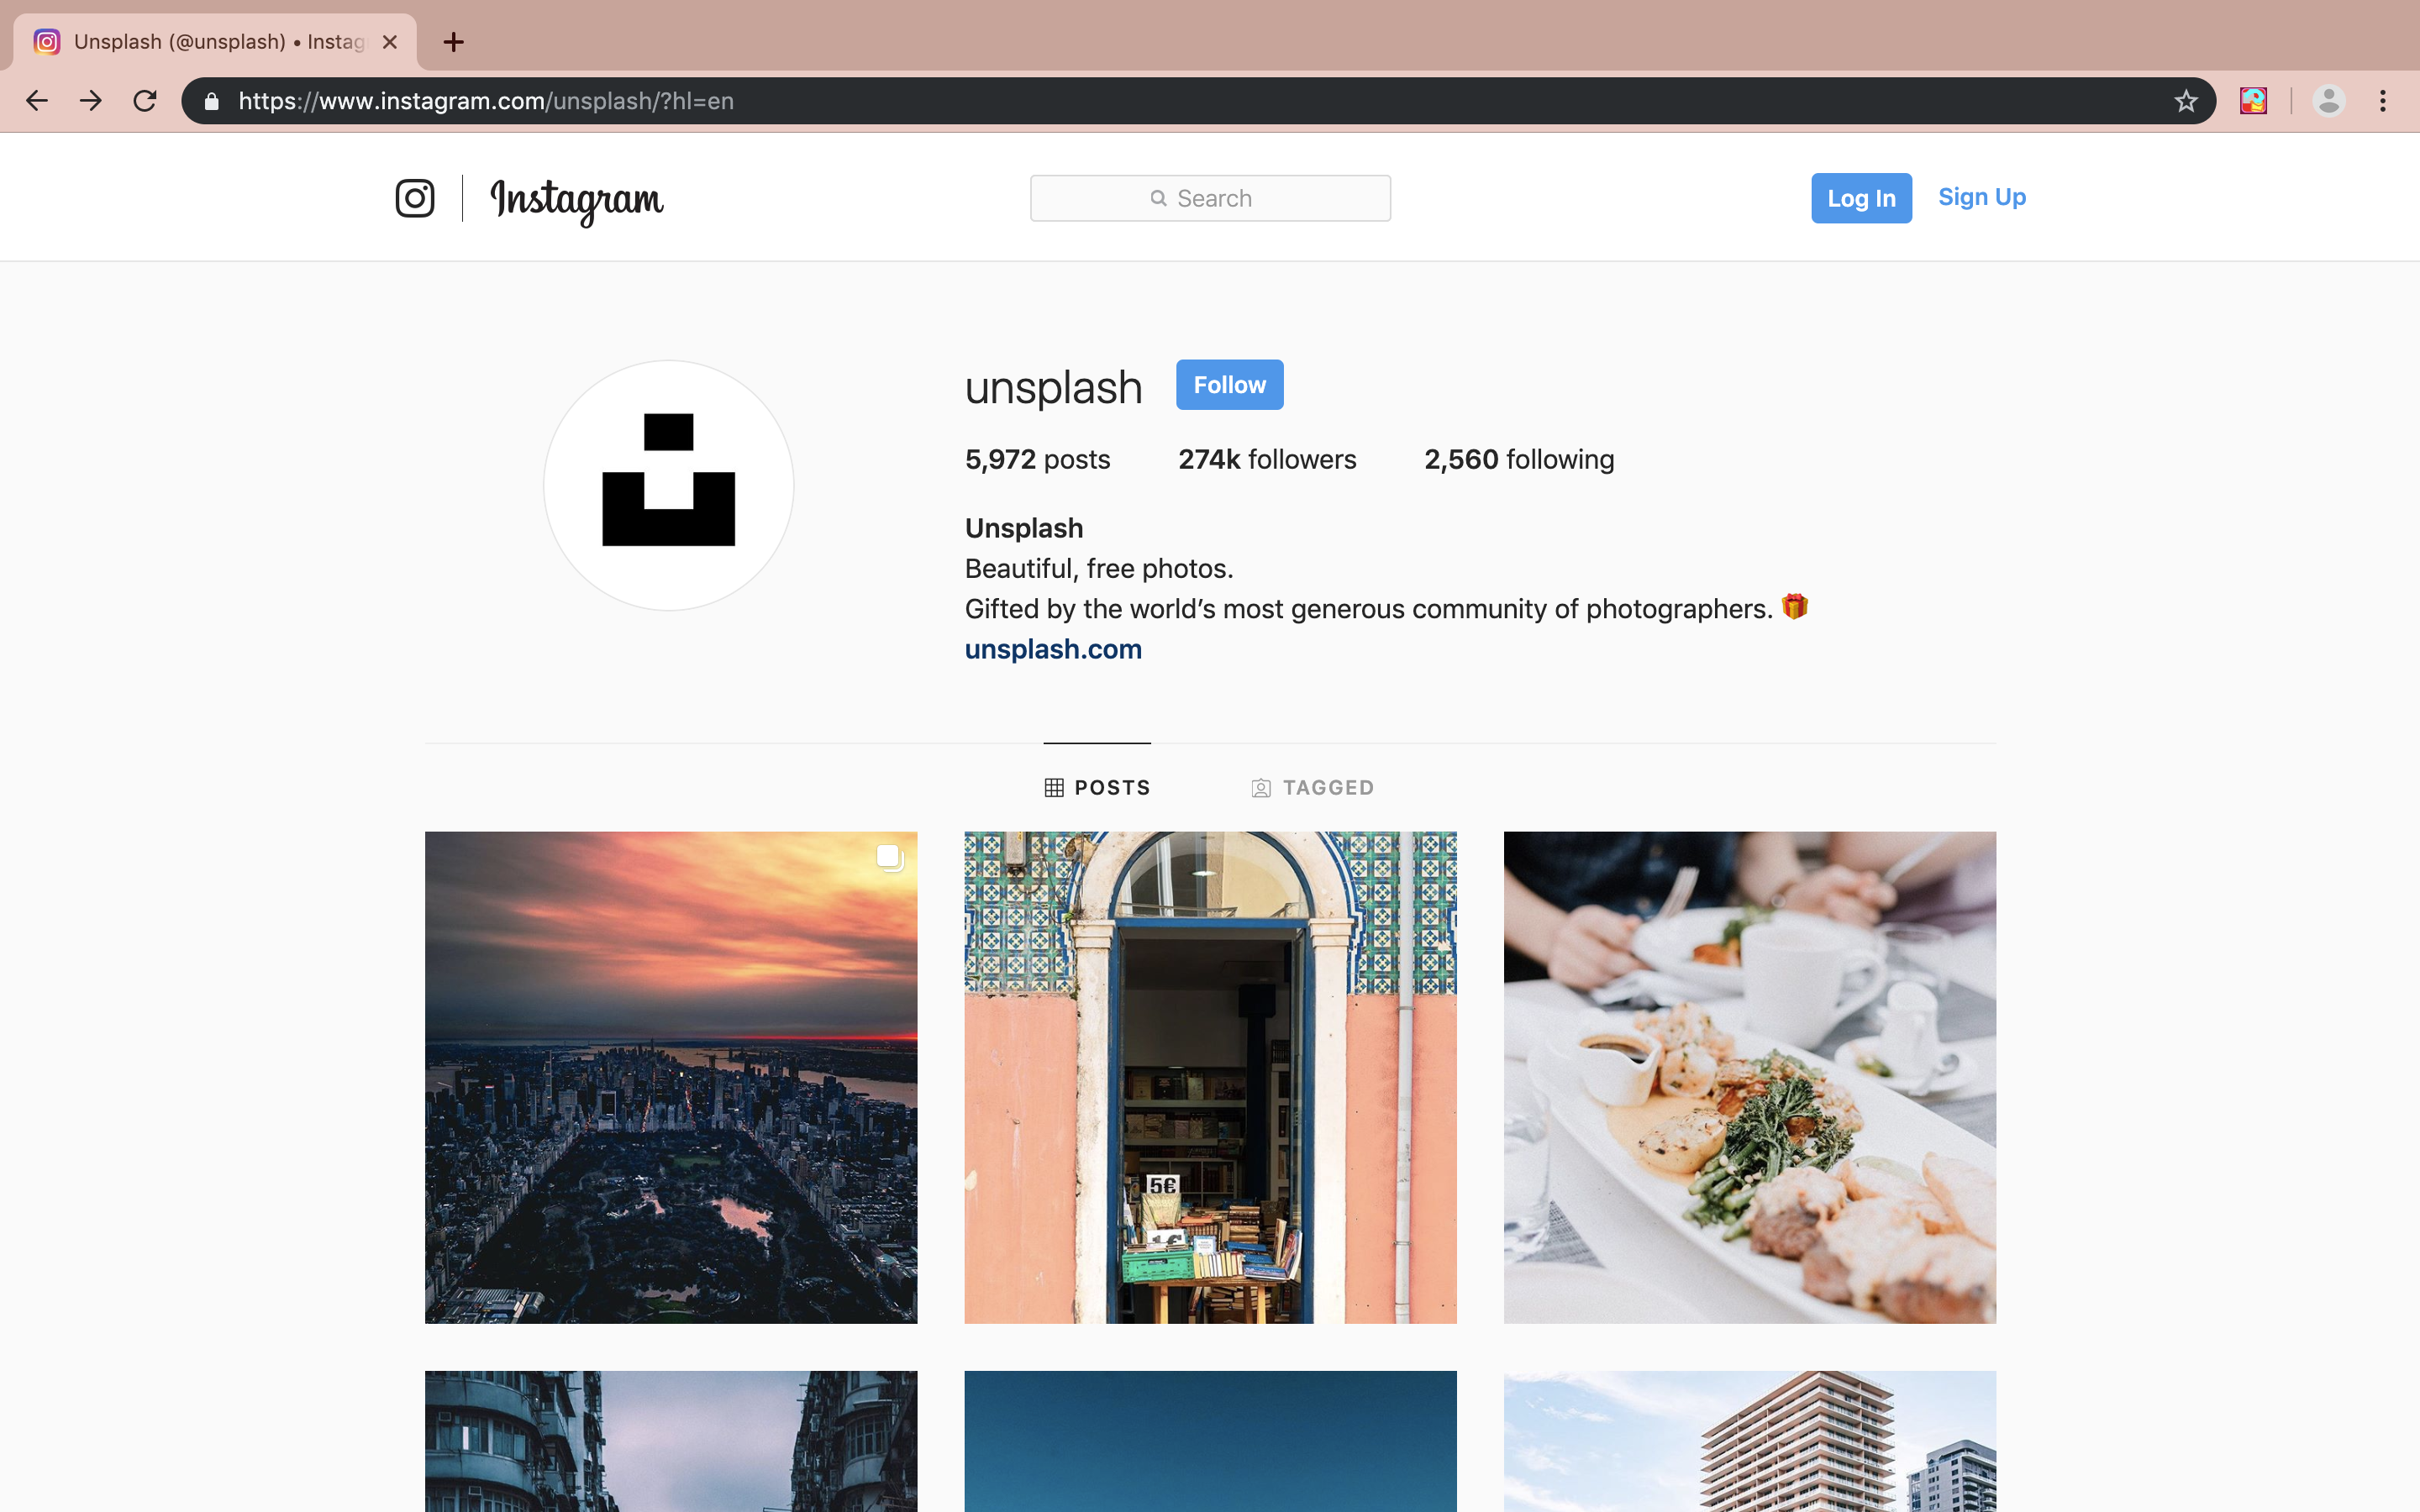 Unsplash (@unsplash) • Instag
https://www.instagram.com/unsplash/?hl=en
Instagram
Search
Log In
Sign Up
unsplash
Follow
5,972 posts
274k followers
2,560 following
Unsplash
Beautiful, free photos.
Gifted by the world’s most generous community of photographers. 🎁
unsplash.com
POSTS
TAGGED
5€
1€